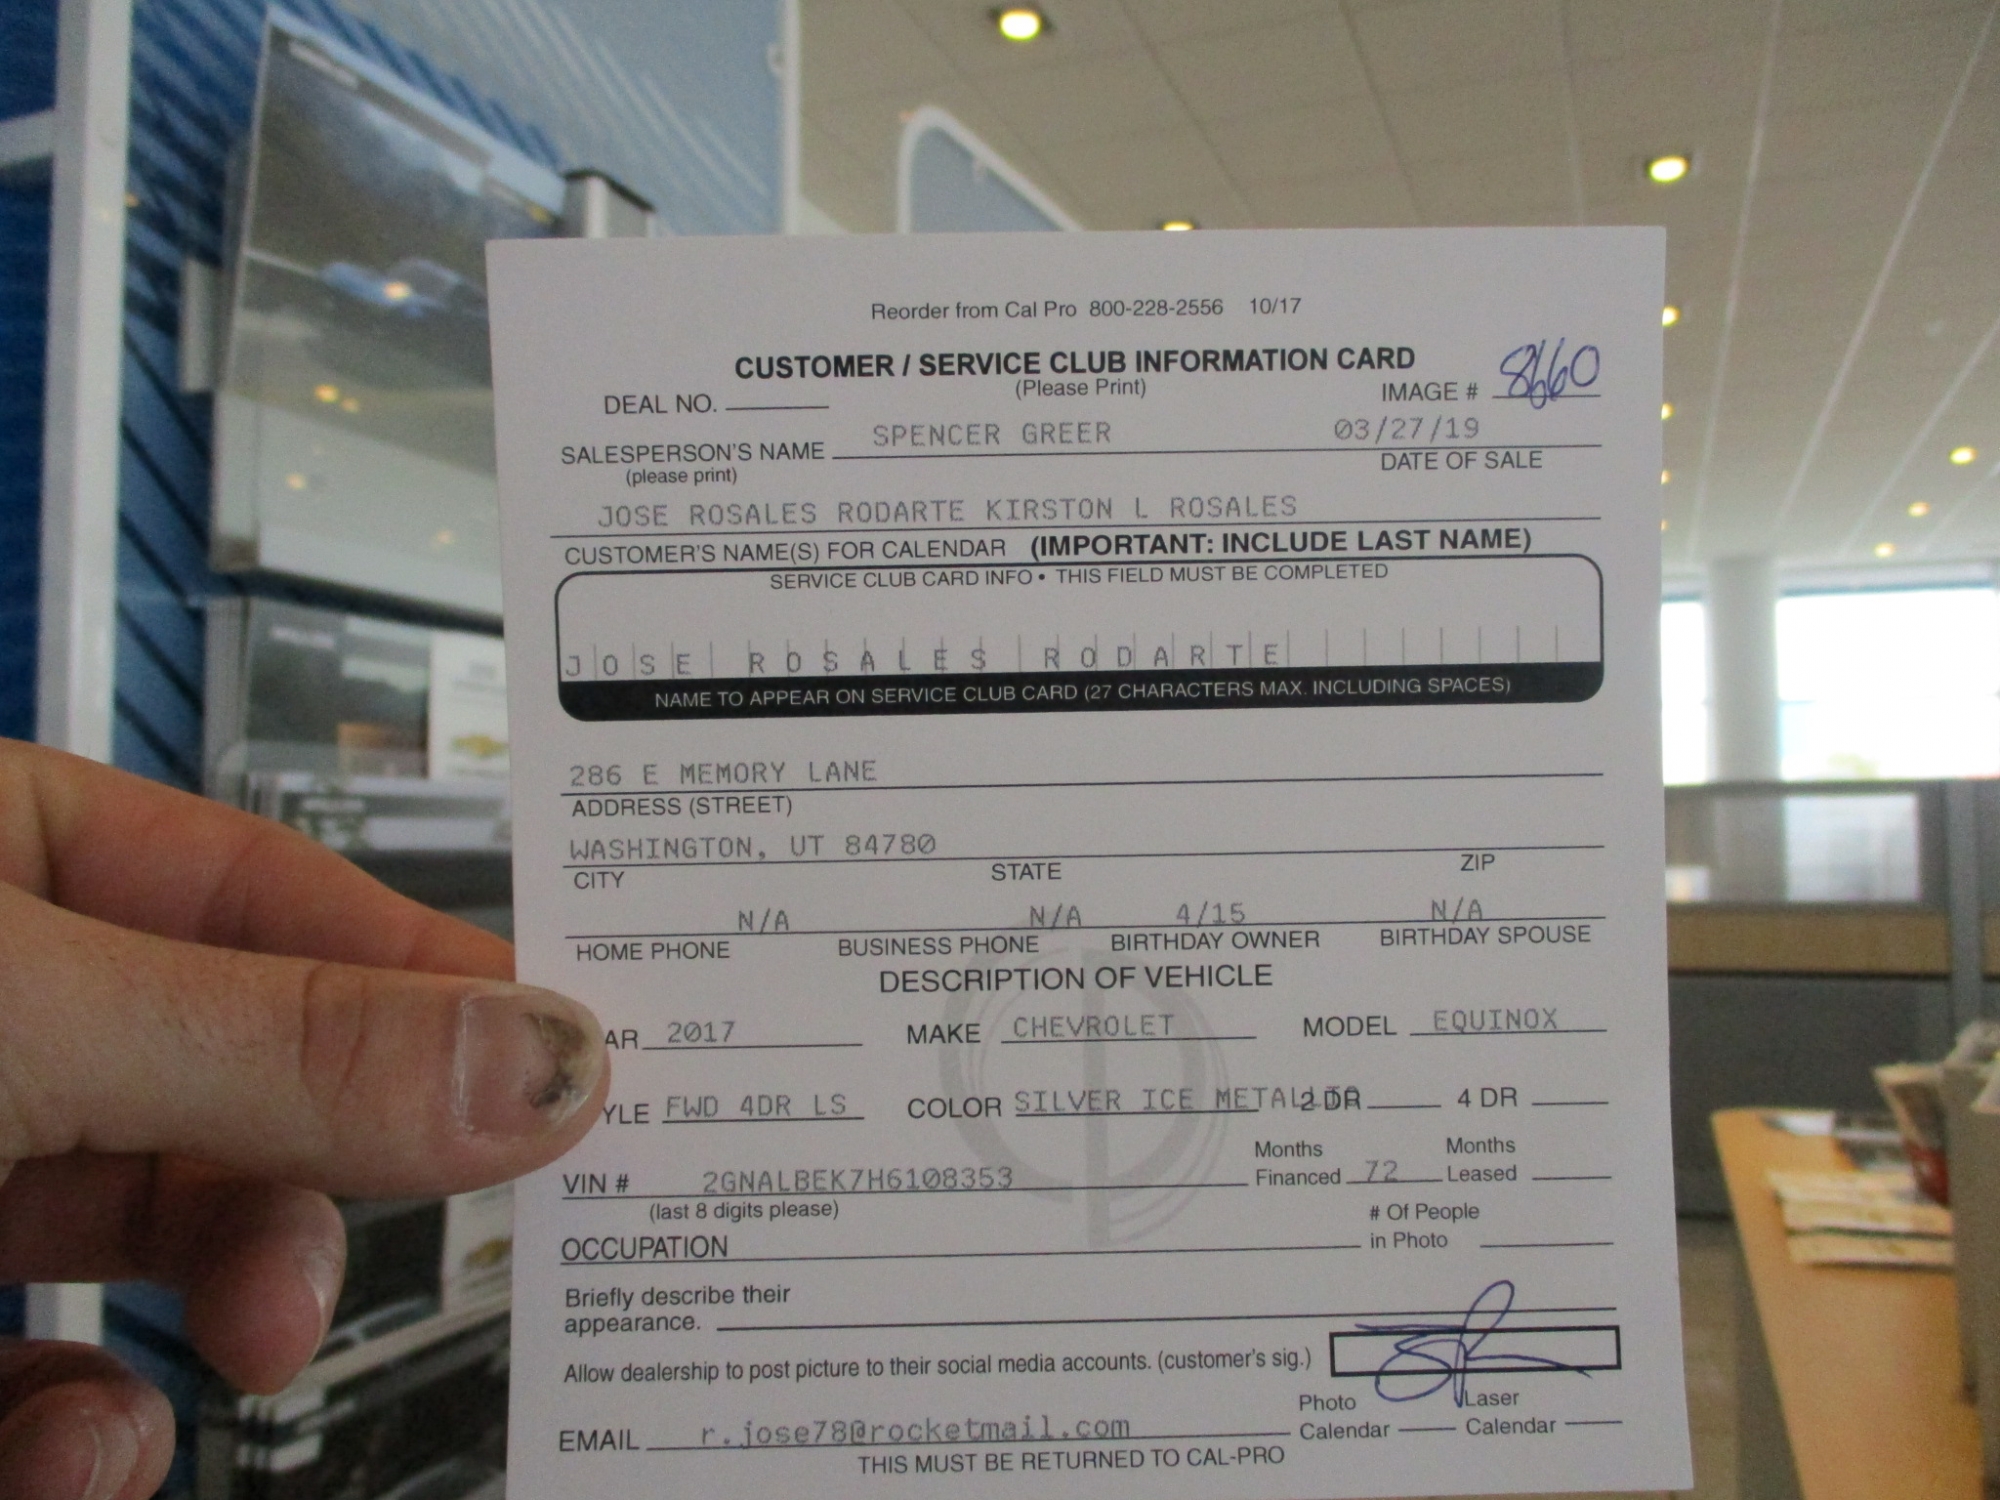 Reorder from Cal Pro 800-228-2556 10/17
CUSTOMER / SERVICE CLUB INFORMATION CARD
(Please Print)
DEAL NO.
IMAGE # 8660
SALESPERSON'S NAME SPENCER GREER 03/27/19
(please print) DATE OF SALE
JOSE ROSALES RODARTE KIRSTON L ROSALES
CUSTOMER'S NAME(S) FOR CALENDAR (IMPORTANT: INCLUDE LAST NAME)
SERVICE CLUB CARD INFO • THIS FIELD MUST BE COMPLETED
JOSE ROSALES RODARTE
NAME TO APPEAR ON SERVICE CLUB CARD (27 CHARACTERS MAX. INCLUDING SPACES)
286 E MEMORY LANE
ADDRESS (STREET)
WASHINGTON, UT 84780
CITY STATE ZIP
N/A N/A 4/15 N/A
HOME PHONE BUSINESS PHONE BIRTHDAY OWNER BIRTHDAY SPOUSE
DESCRIPTION OF VEHICLE
AR 2017 MAKE CHEVROLET MODEL EQUINOX
YLE FWD 4DR LS COLOR SILVER ICE METALLIC 2 DR 4 DR
VIN # 2GNALBEK7H6108353
(last 8 digits please)
Months Financed 72
Months Leased
OCCUPATION
# Of People
in Photo
Briefly describe their
appearance.
Allow dealership to post picture to their social media accounts. (customer's sig.)
Photo Laser
EMAIL r.jose78@rocketmail.com Calendar Calendar
THIS MUST BE RETURNED TO CAL-PRO